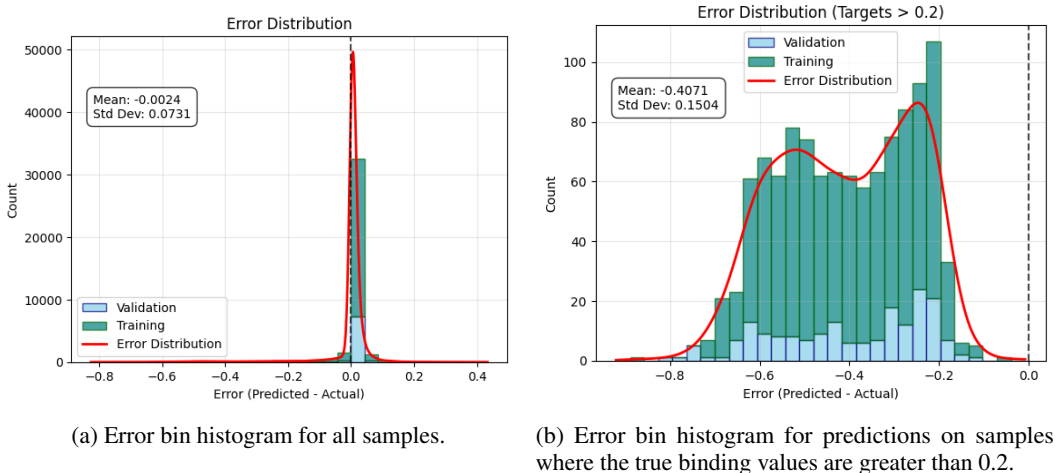 Error Distribution
50000
40000
30000
20000
10000
0
Count
Mean: -0.0024
Std Dev: 0.0731
Validation
Training
Error Distribution
−0.8
−0.6
−0.4
−0.2
0.0
0.2
0.4
Error (Predicted - Actual)
(a) Error bin histogram for all samples.
Error Distribution (Targets > 0.2)
100
80
60
40
20
0
Count
Validation
Training
Error Distribution
Mean: -0.4071
Std Dev: 0.1504
−0.8
−0.6
−0.4
−0.2
0.0
Error (Predicted - Actual)
(b) Error bin histogram for predictions on samples
where the true binding values are greater than 0.2.